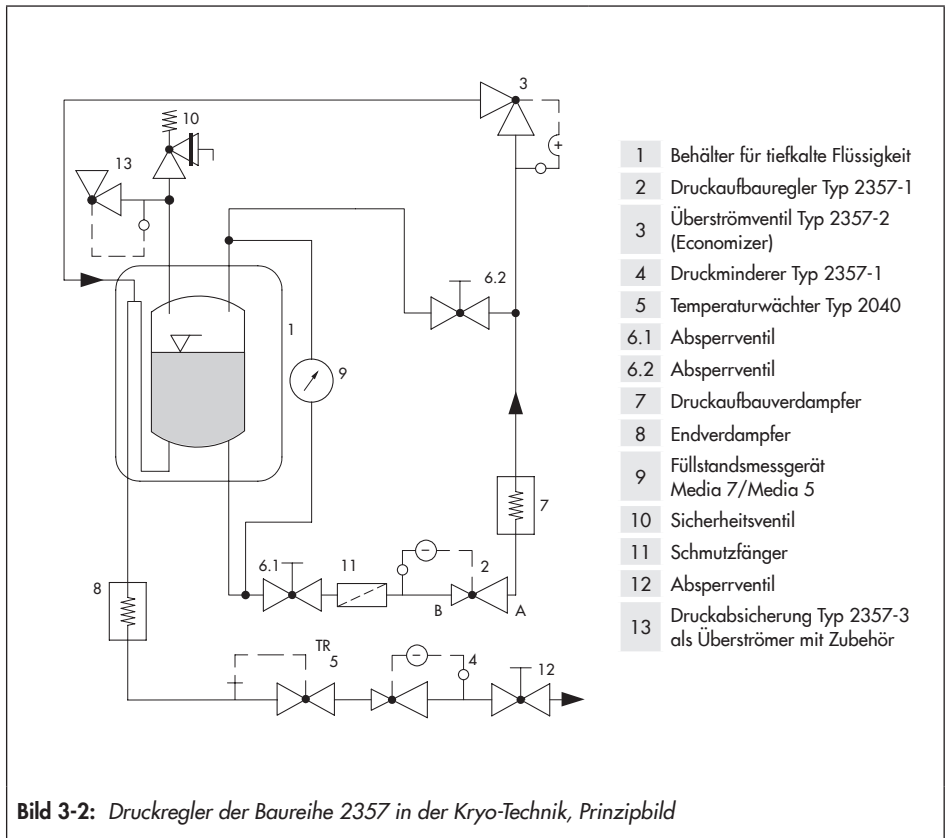 3
10
13
+
6.2
1
9
7
6.1
11
−
2
B
A
8
TR
5
−
4
12
1 Behälter für tiefkalte Flüssigkeit
2 Druckaufbauregler Typ 2357-1
3 Überströmventil Typ 2357-2
(Economizer)
4 Druckminderer Typ 2357-1
5 Temperaturwächter Typ 2040
6.1 Absperrventil
6.2 Absperrventil
7 Druckaufbauverdampfer
8 Endverdampfer
9 Füllstandsmessgerät
Media 7/Media 5
10 Sicherheitsventil
11 Schmutzfänger
12 Absperrventil
13 Druckabsicherung Typ 2357-3
als Überströmer mit Zubehör
Bild 3-2: Druckregler der Baureihe 2357 in der Kryo-Technik, Prinzipbild